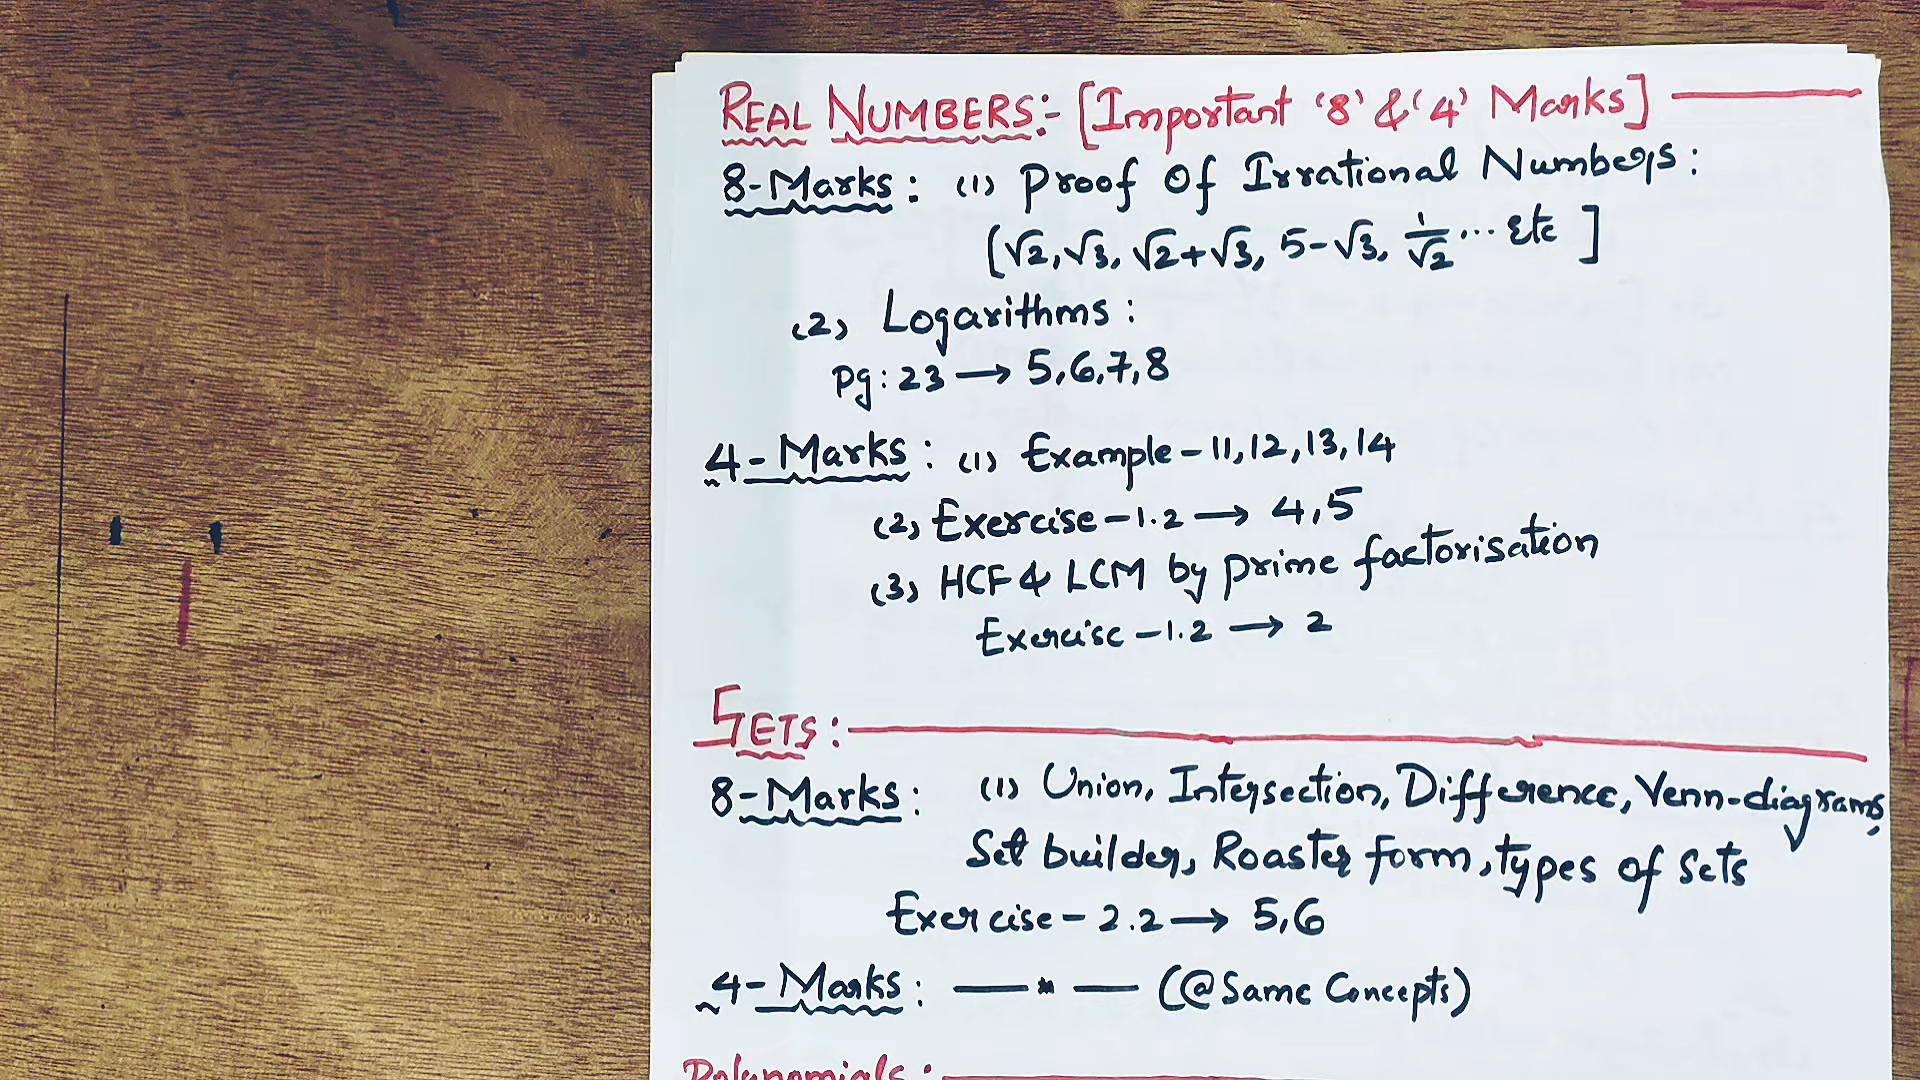 REAL NUMBERS:- [Important '8' & '4' Marks]
8-Marks: (1) Proof Of Irrational Numbers:
[√2, √3, √2+√3, 5-√3, 1/√2 ... Etc ]
(2) Logarithms:
Pg: 23 → 5,6,7,8
4-Marks: (1) Example - 11,12,13,14
(2) Exercise - 1.2 → 4,5
(3) HCF & LCM by prime factorisation
Exercise - 1.2 → 2
SETS:
8-Marks: (1) Union, Intersection, Difference, Venn-diagrams,
Set builder, Roaster form, types of sets
Exercise - 2.2 → 5,6
4-Marks: — * — (@Same Concepts)
Polynomials: